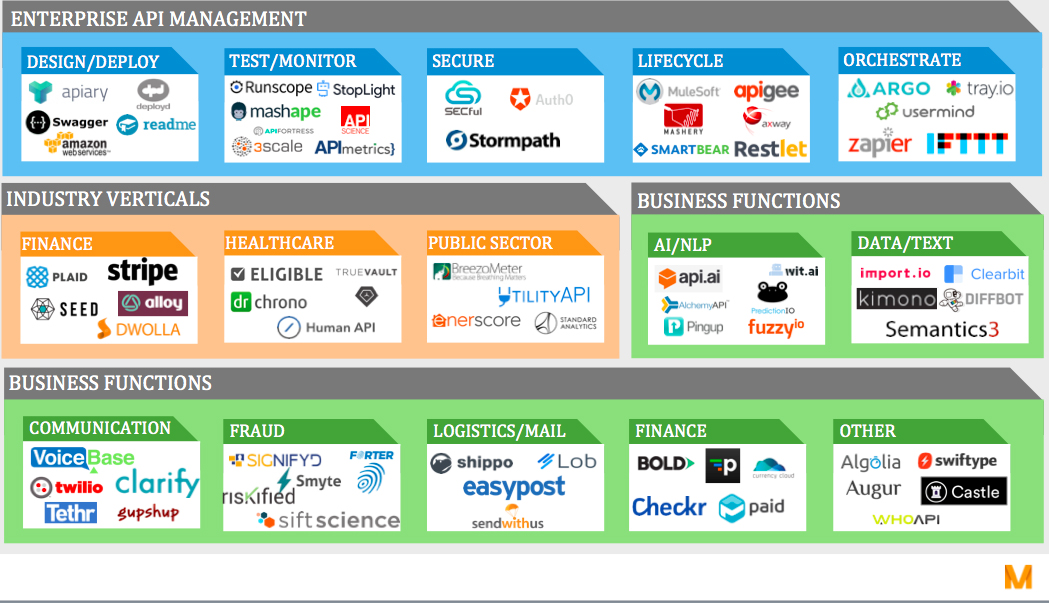 ENTERPRISE API MANAGEMENT
DESIGN/DEPLOY
apiary
deployd
Swagger
readme
amazon
web services™
TEST/MONITOR
Runscope
StopLight
mashape
API
SCIENCE
APIFORTRESS
3scale
APImetrics}
SECURE
SECful
Auth0
Stormpath
LIFECYCLE
MuleSoft
apigee
MASHERY
axway
SMARTBEAR
Restlet
ORCHESTRATE
ARGO
tray.io
usermind
zapier
IFTTT
INDUSTRY VERTICALS
FINANCE
PLAID
stripe
SEED
alloy
DWOLLA
HEALTHCARE
ELIGIBLE
TRUEVAULT
dr chrono
Human API
PUBLIC SECTOR
BreezoMeter
Because Breathing Matters
UTILITYAPI
enerscore
STANDARD
ANALYTICS
BUSINESS FUNCTIONS
AI/NLP
api.ai
wit.ai
AlchemyAPI
PredictionIO
Pingup
fuzzy io
DATA/TEXT
import.io
Clearbit
kimono
DIFFBOT
Semantics3
BUSINESS FUNCTIONS
COMMUNICATION
VoiceBase
twilio
clarify
Tethr
gupshup
FRAUD
SIGNIFYD
FORTER
Smyte
riskified
sift science
LOGISTICS/MAIL
shippo
Lob
easypost
sendwithus
FINANCE
BOLD
p
currency cloud
Checkr
paid
OTHER
Algolia
swiftype
Augur
Castle
WHOAPI
M